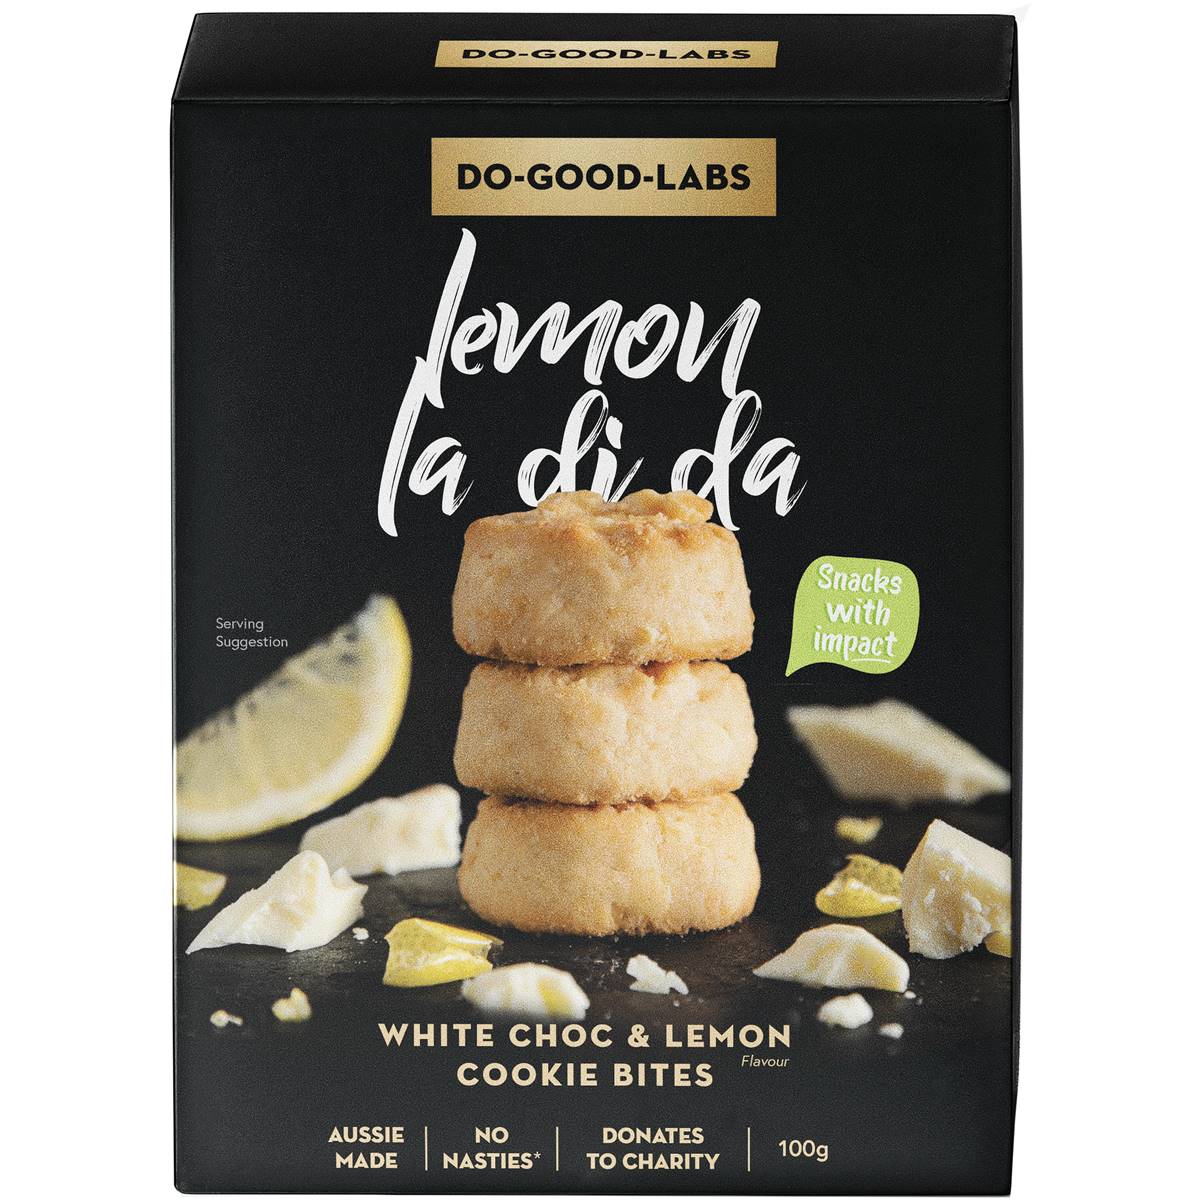 DO-GOOD-LABS
DO-GOOD-LABS
lemon
la di da
Snacks
with
impact
Serving
Suggestion
WHITE CHOC & LEMON
Flavour
COOKIE BITES
AUSSIE
MADE
NO
NASTIES*
DONATES
TO CHARITY
100g